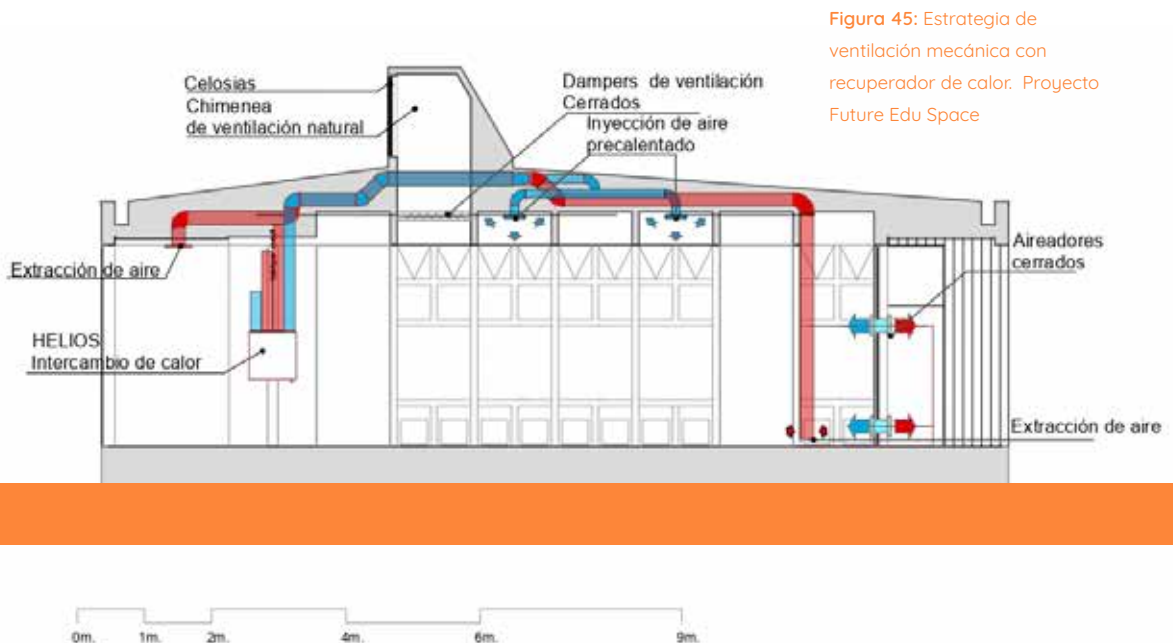 Figura 45: Estrategia de
ventilación mecánica con
recuperador de calor. Proyecto
Future Edu Space
Celosias
Chimenea
de ventilación natural
Dampers de ventilación
Cerrados
Inyección de aire
precalentado
Extracción de aire
HELIOS
Intercambio de calor
Aireadores
cerrados
Extracción de aire
0m. 1m. 2m. 4m. 6m. 9m.